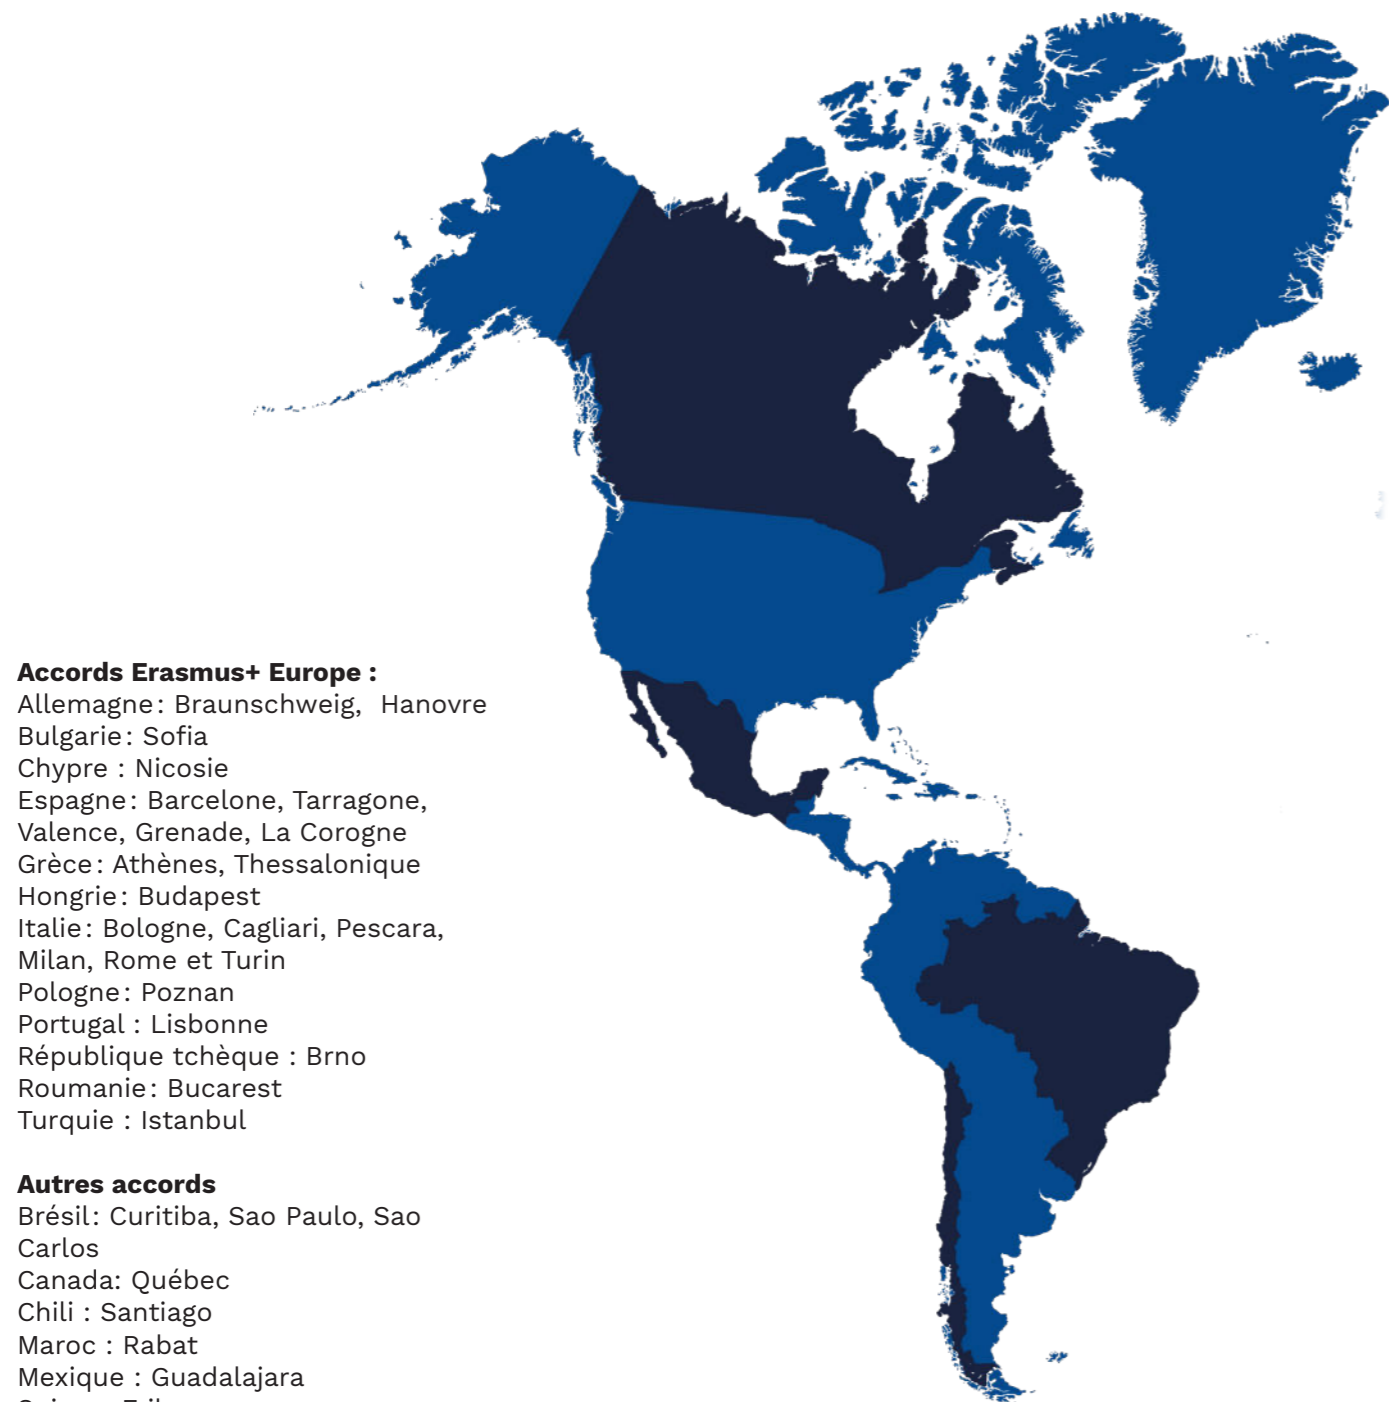 Accords Erasmus+ Europe :
Allemagne: Braunschweig, Hanovre
Bulgarie: Sofia
Chypre : Nicosie
Espagne: Barcelone, Tarragone,
Valence, Grenade, La Corogne
Grèce: Athènes, Thessalonique
Hongrie: Budapest
Italie: Bologne, Cagliari, Pescara,
Milan, Rome et Turin
Pologne: Poznan
Portugal : Lisbonne
République tchèque : Brno
Roumanie: Bucarest
Turquie : Istanbul
Autres accords
Brésil: Curitiba, Sao Paulo, Sao
Carlos
Canada: Québec
Chili : Santiago
Maroc : Rabat
Mexique : Guadalajara